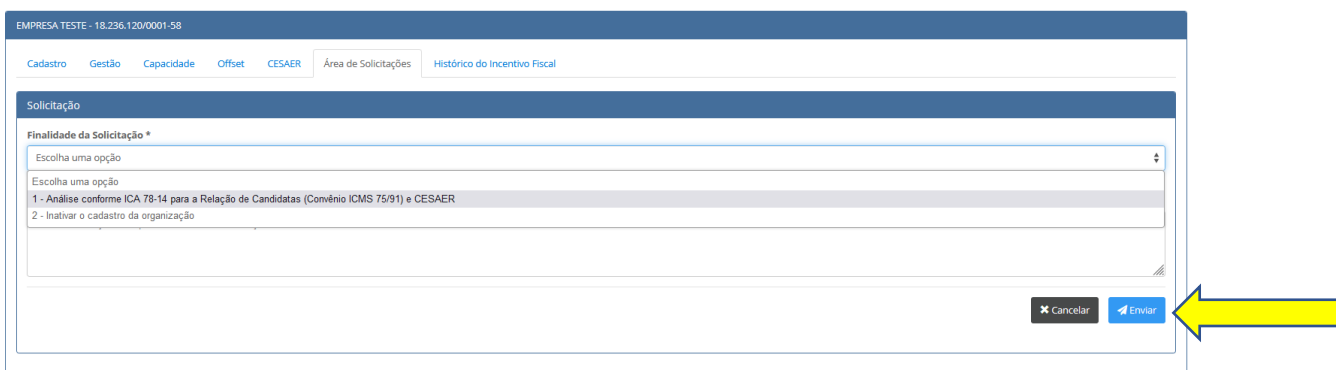 EMPRESA TESTE - 18.236.120/0001-58
Cadastro Gestão Capacidade Offset CESAER Área de Solicitações Histórico do Incentivo Fiscal
Solicitação
Finalidade da Solicitação *
Escolha uma opção
Escolha uma opção
1 - Análise conforme ICA 78-14 para a Relação de Candidatas (Convênio ICMS 75/91) e CESAER
2 - Inativar o cadastro da organização
Cancelar Enviar